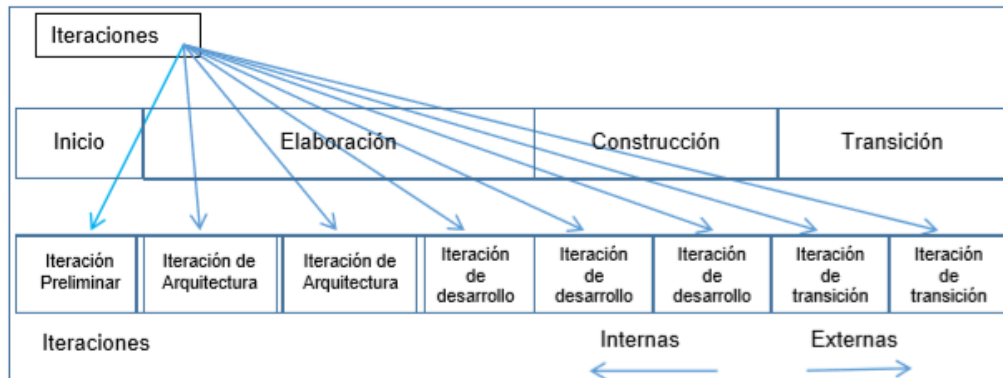 Iteraciones
Inicio
Elaboración
Construcción
Transición
Iteración
Preliminar
Iteración de
Arquitectura
Iteración de
Arquitectura
Iteración
de
desarrollo
Iteración
de
desarrollo
Iteración
de
desarrollo
Iteración
de
transición
Iteración
de
transición
Iteraciones
Internas
Externas